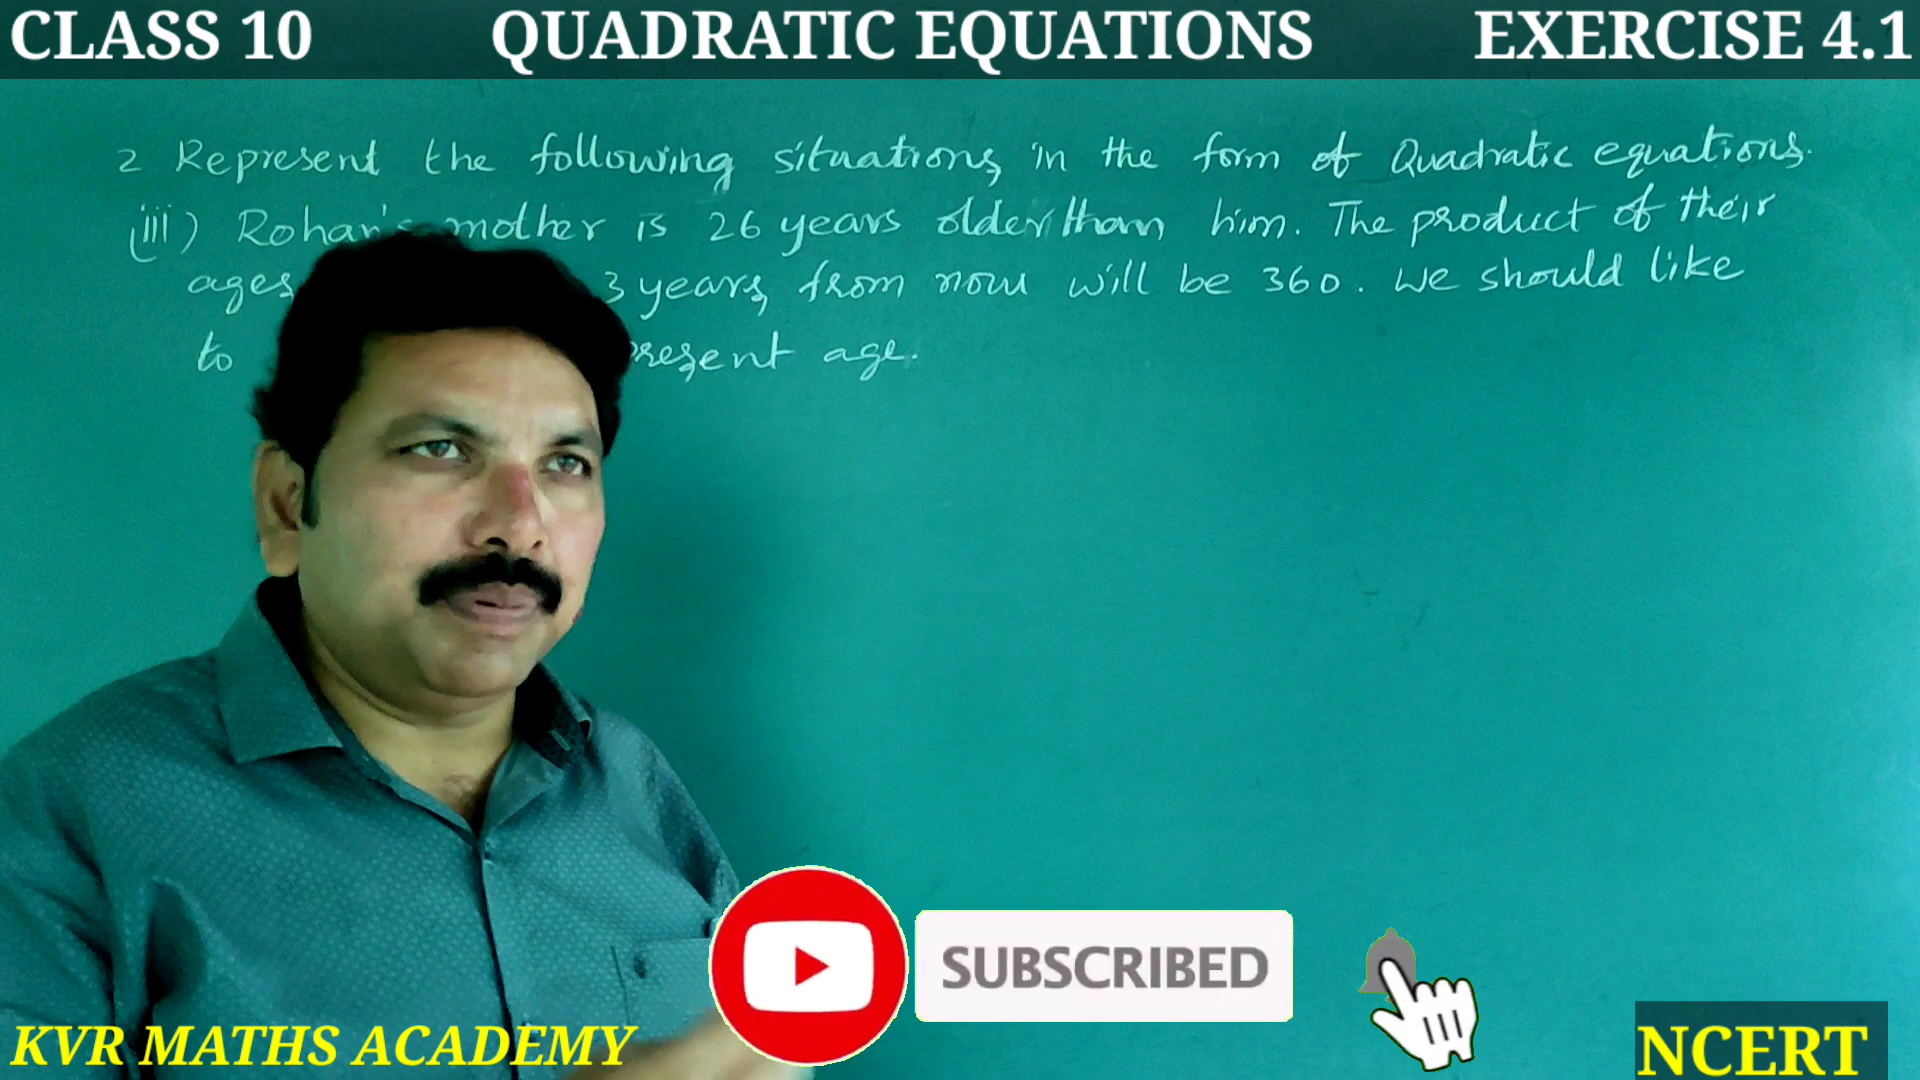 CLASS 10 QUADRATIC EQUATIONS EXERCISE 4.1
2 Represent the following situations in the form of Quadratic equations.
(iii) Rohan's mother is 26 years older than him. The product of their
ages 3 years from now will be 360. We should like
to present age.
SUBSCRIBED
KVR MATHS ACADEMY NCERT